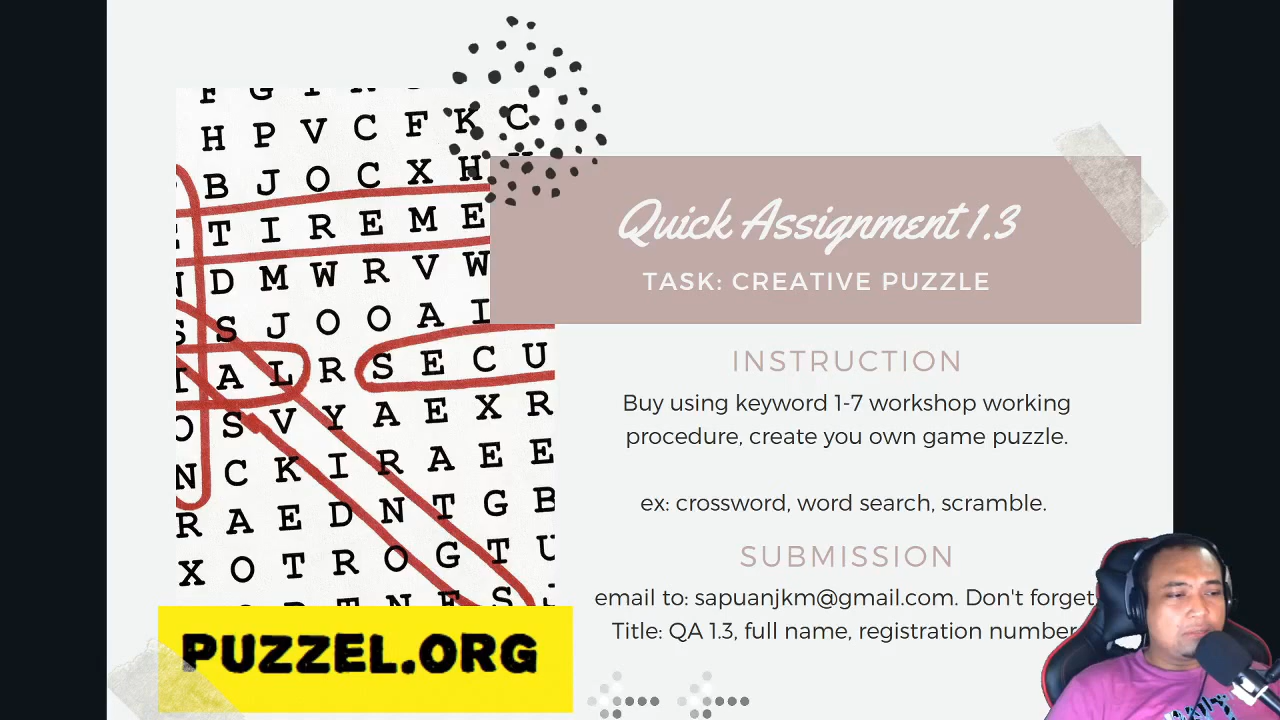 F G I
H P V C F K C
B J O C X H
E T I R E M E
N D M W R V W
S S J O O A I
T A L R S E C U
O S V Y A E X R
N C K I R A E E
R A E D N T G B
X O T R O G T U
Quick Assignment 1.3
TASK: CREATIVE PUZZLE
INSTRUCTION
Buy using keyword 1-7 workshop working
procedure, create you own game puzzle.
ex: crossword, word search, scramble.
SUBMISSION
email to: sapuanjkm@gmail.com. Don't forget
Title: QA 1.3, full name, registration number
PUZZEL.ORG